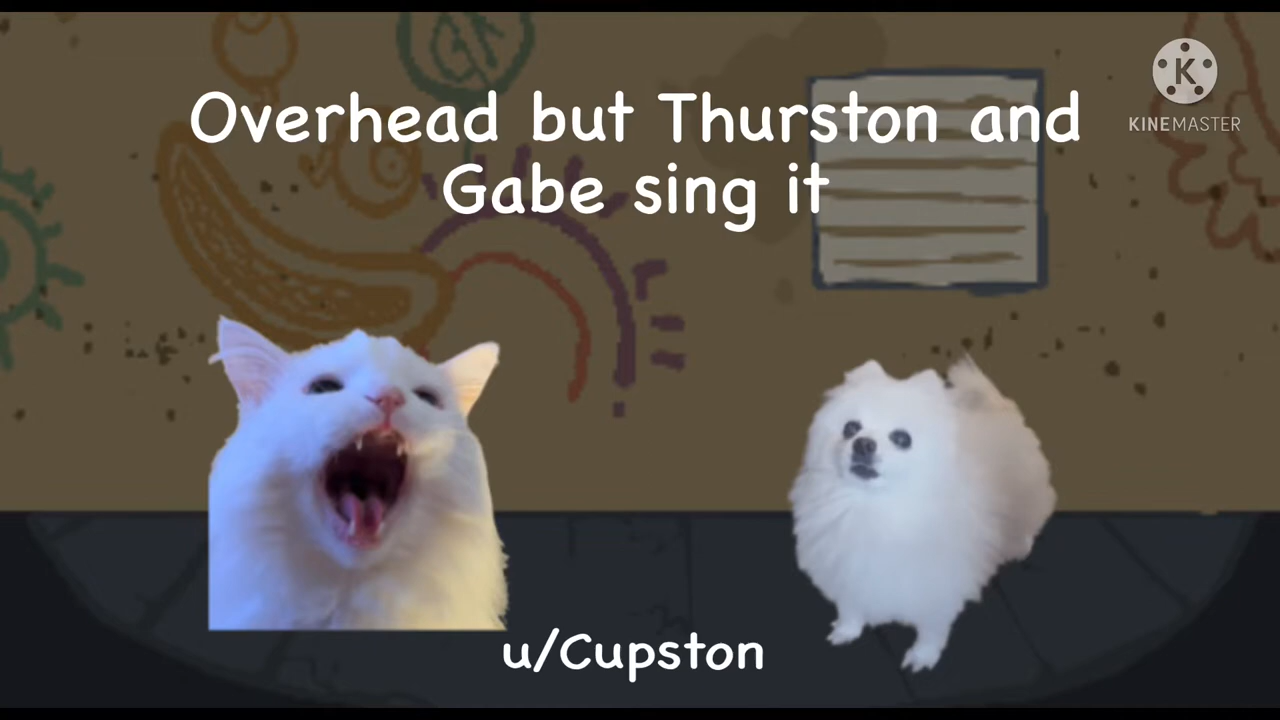 Overhead but Thurston and
Gabe sing it
K
KINEMASTER
u/Cupston